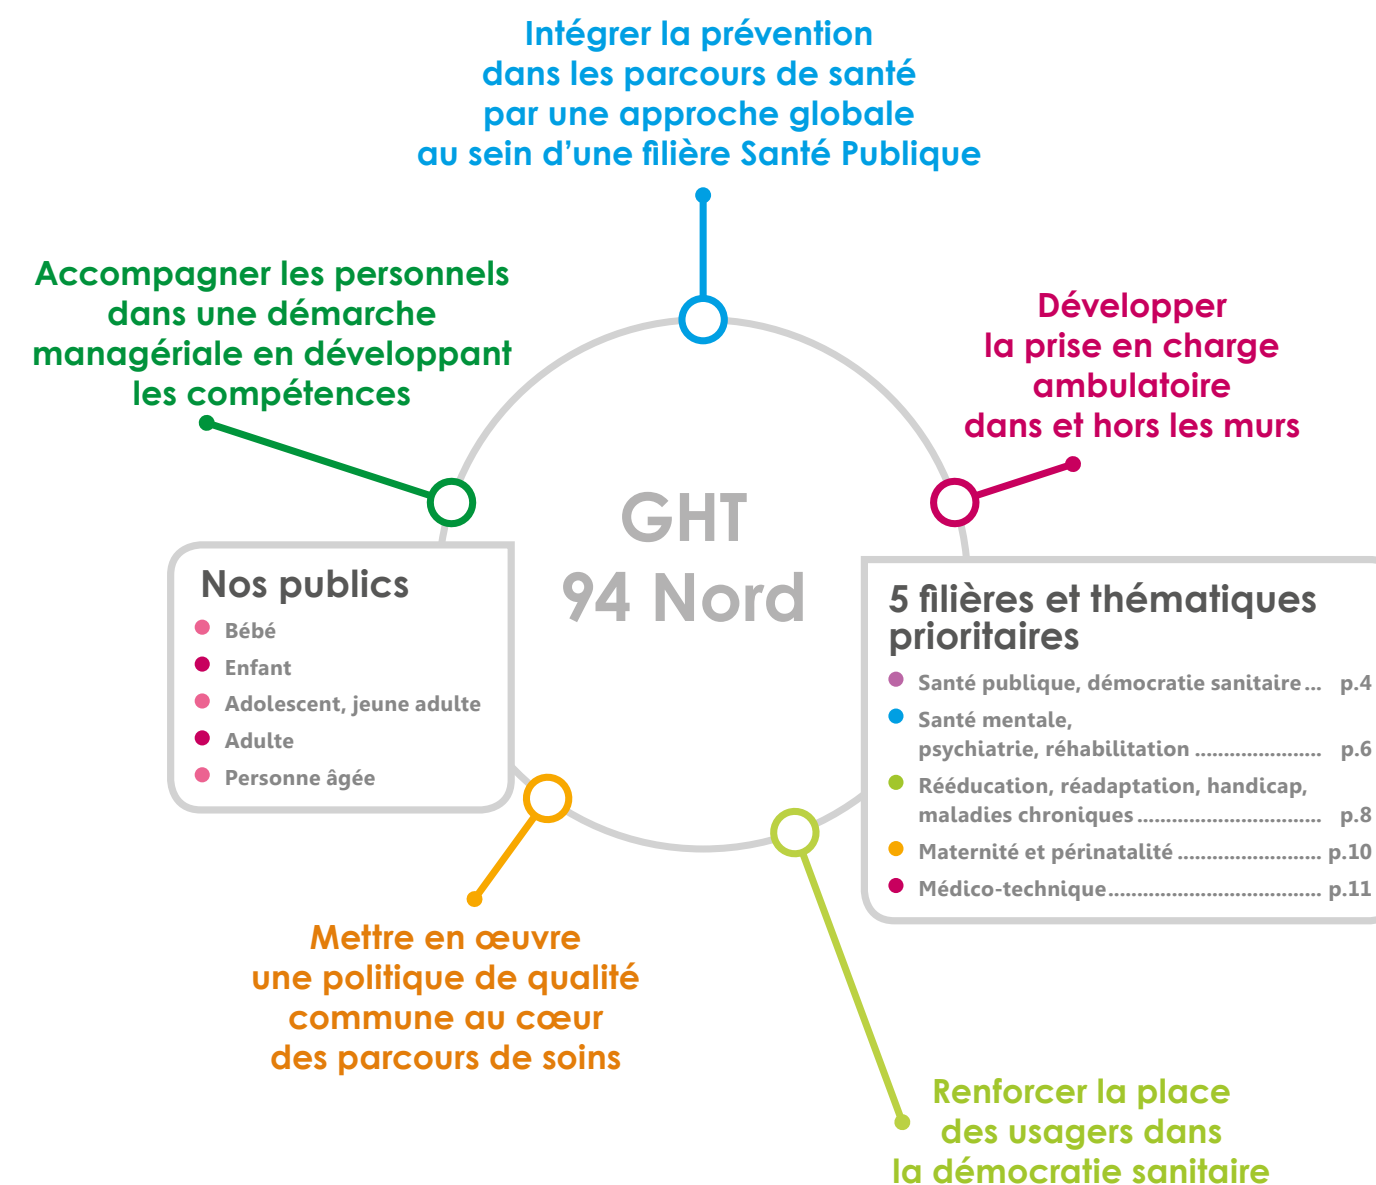 Intégrer la prévention
dans les parcours de santé
par une approche globale
au sein d’une filière Santé Publique
Accompagner les personnels
dans une démarche
managériale en développant
les compétences
Développer
la prise en charge
ambulatoire
dans et hors les murs
GHT
94 Nord
Nos publics
Bébé
Enfant
Adolescent, jeune adulte
Adulte
Personne âgée
5 filières et thématiques
prioritaires
Santé publique, démocratie sanitaire... p.4
Santé mentale,
psychiatrie, réhabilitation ...................... p.6
Rééducation, réadaptation, handicap,
maladies chroniques ................................ p.8
Maternité et périnatalité ......................... p.10
Médico-technique..................................... p.11
Mettre en œuvre
une politique de qualité
commune au cœur
des parcours de soins
Renforcer la place
des usagers dans
la démocratie sanitaire